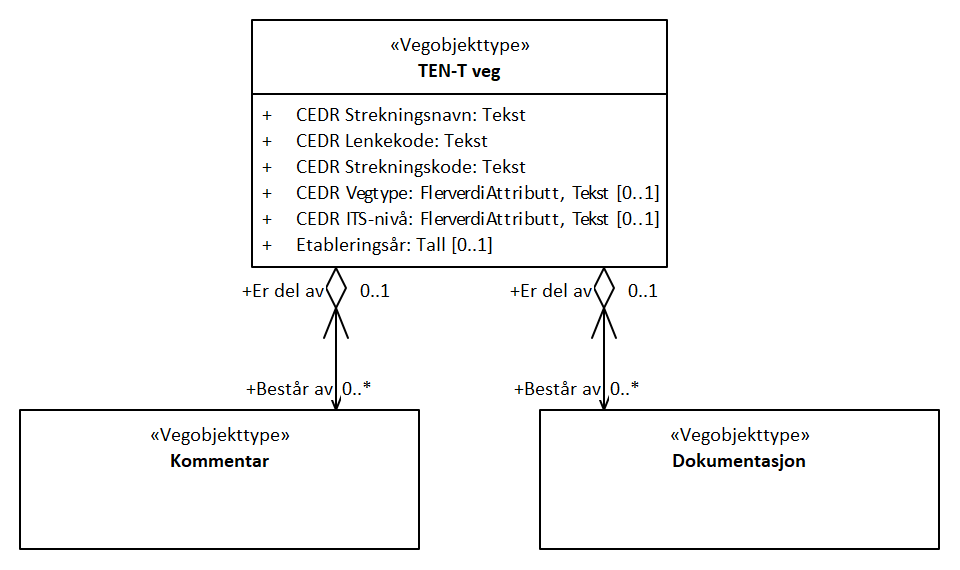 «Vegobjekttype»
TEN-T veg
+ CEDR Strekningsnavn: Tekst
+ CEDR Lenkekode: Tekst
+ CEDR Strekningskode: Tekst
+ CEDR Vegtype: FlerverdiAttributt, Tekst [0..1]
+ CEDR ITS-nivå: FlerverdiAttributt, Tekst [0..1]
+ Etableringsår: Tall [0..1]
+Er del av 0..1 +Er del av 0..1
+Består av 0..* +Består av 0..*
«Vegobjekttype»
Kommentar
«Vegobjekttype»
Dokumentasjon